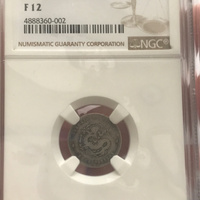 F 12
4888360-002
NUMISMATIC GUARANTY CORPORATION
NGC